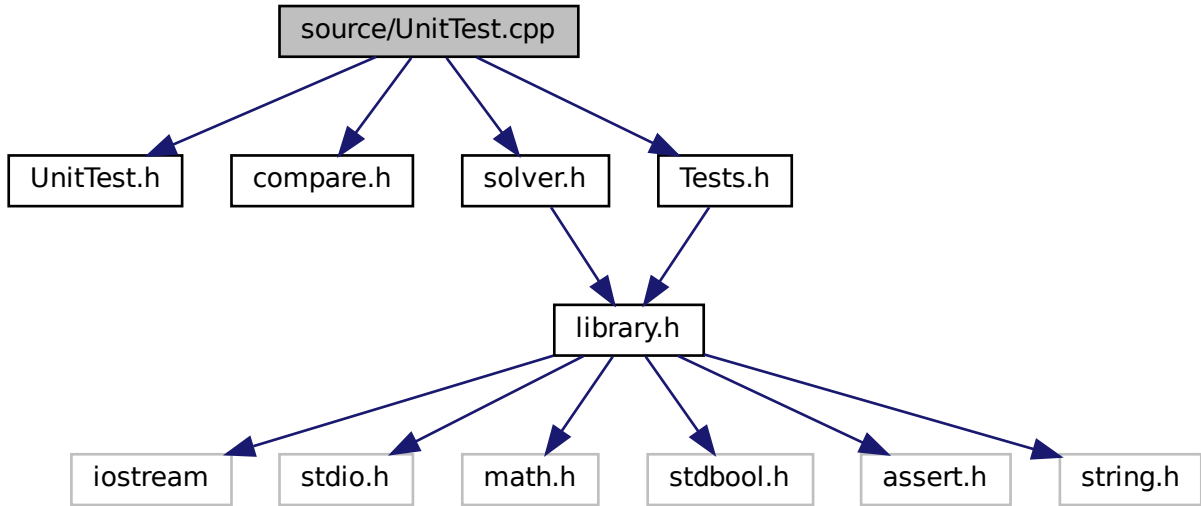 source/UnitTest.cpp
UnitTest.h
compare.h
solver.h
Tests.h
library.h
iostream
stdio.h
math.h
stdbool.h
assert.h
string.h